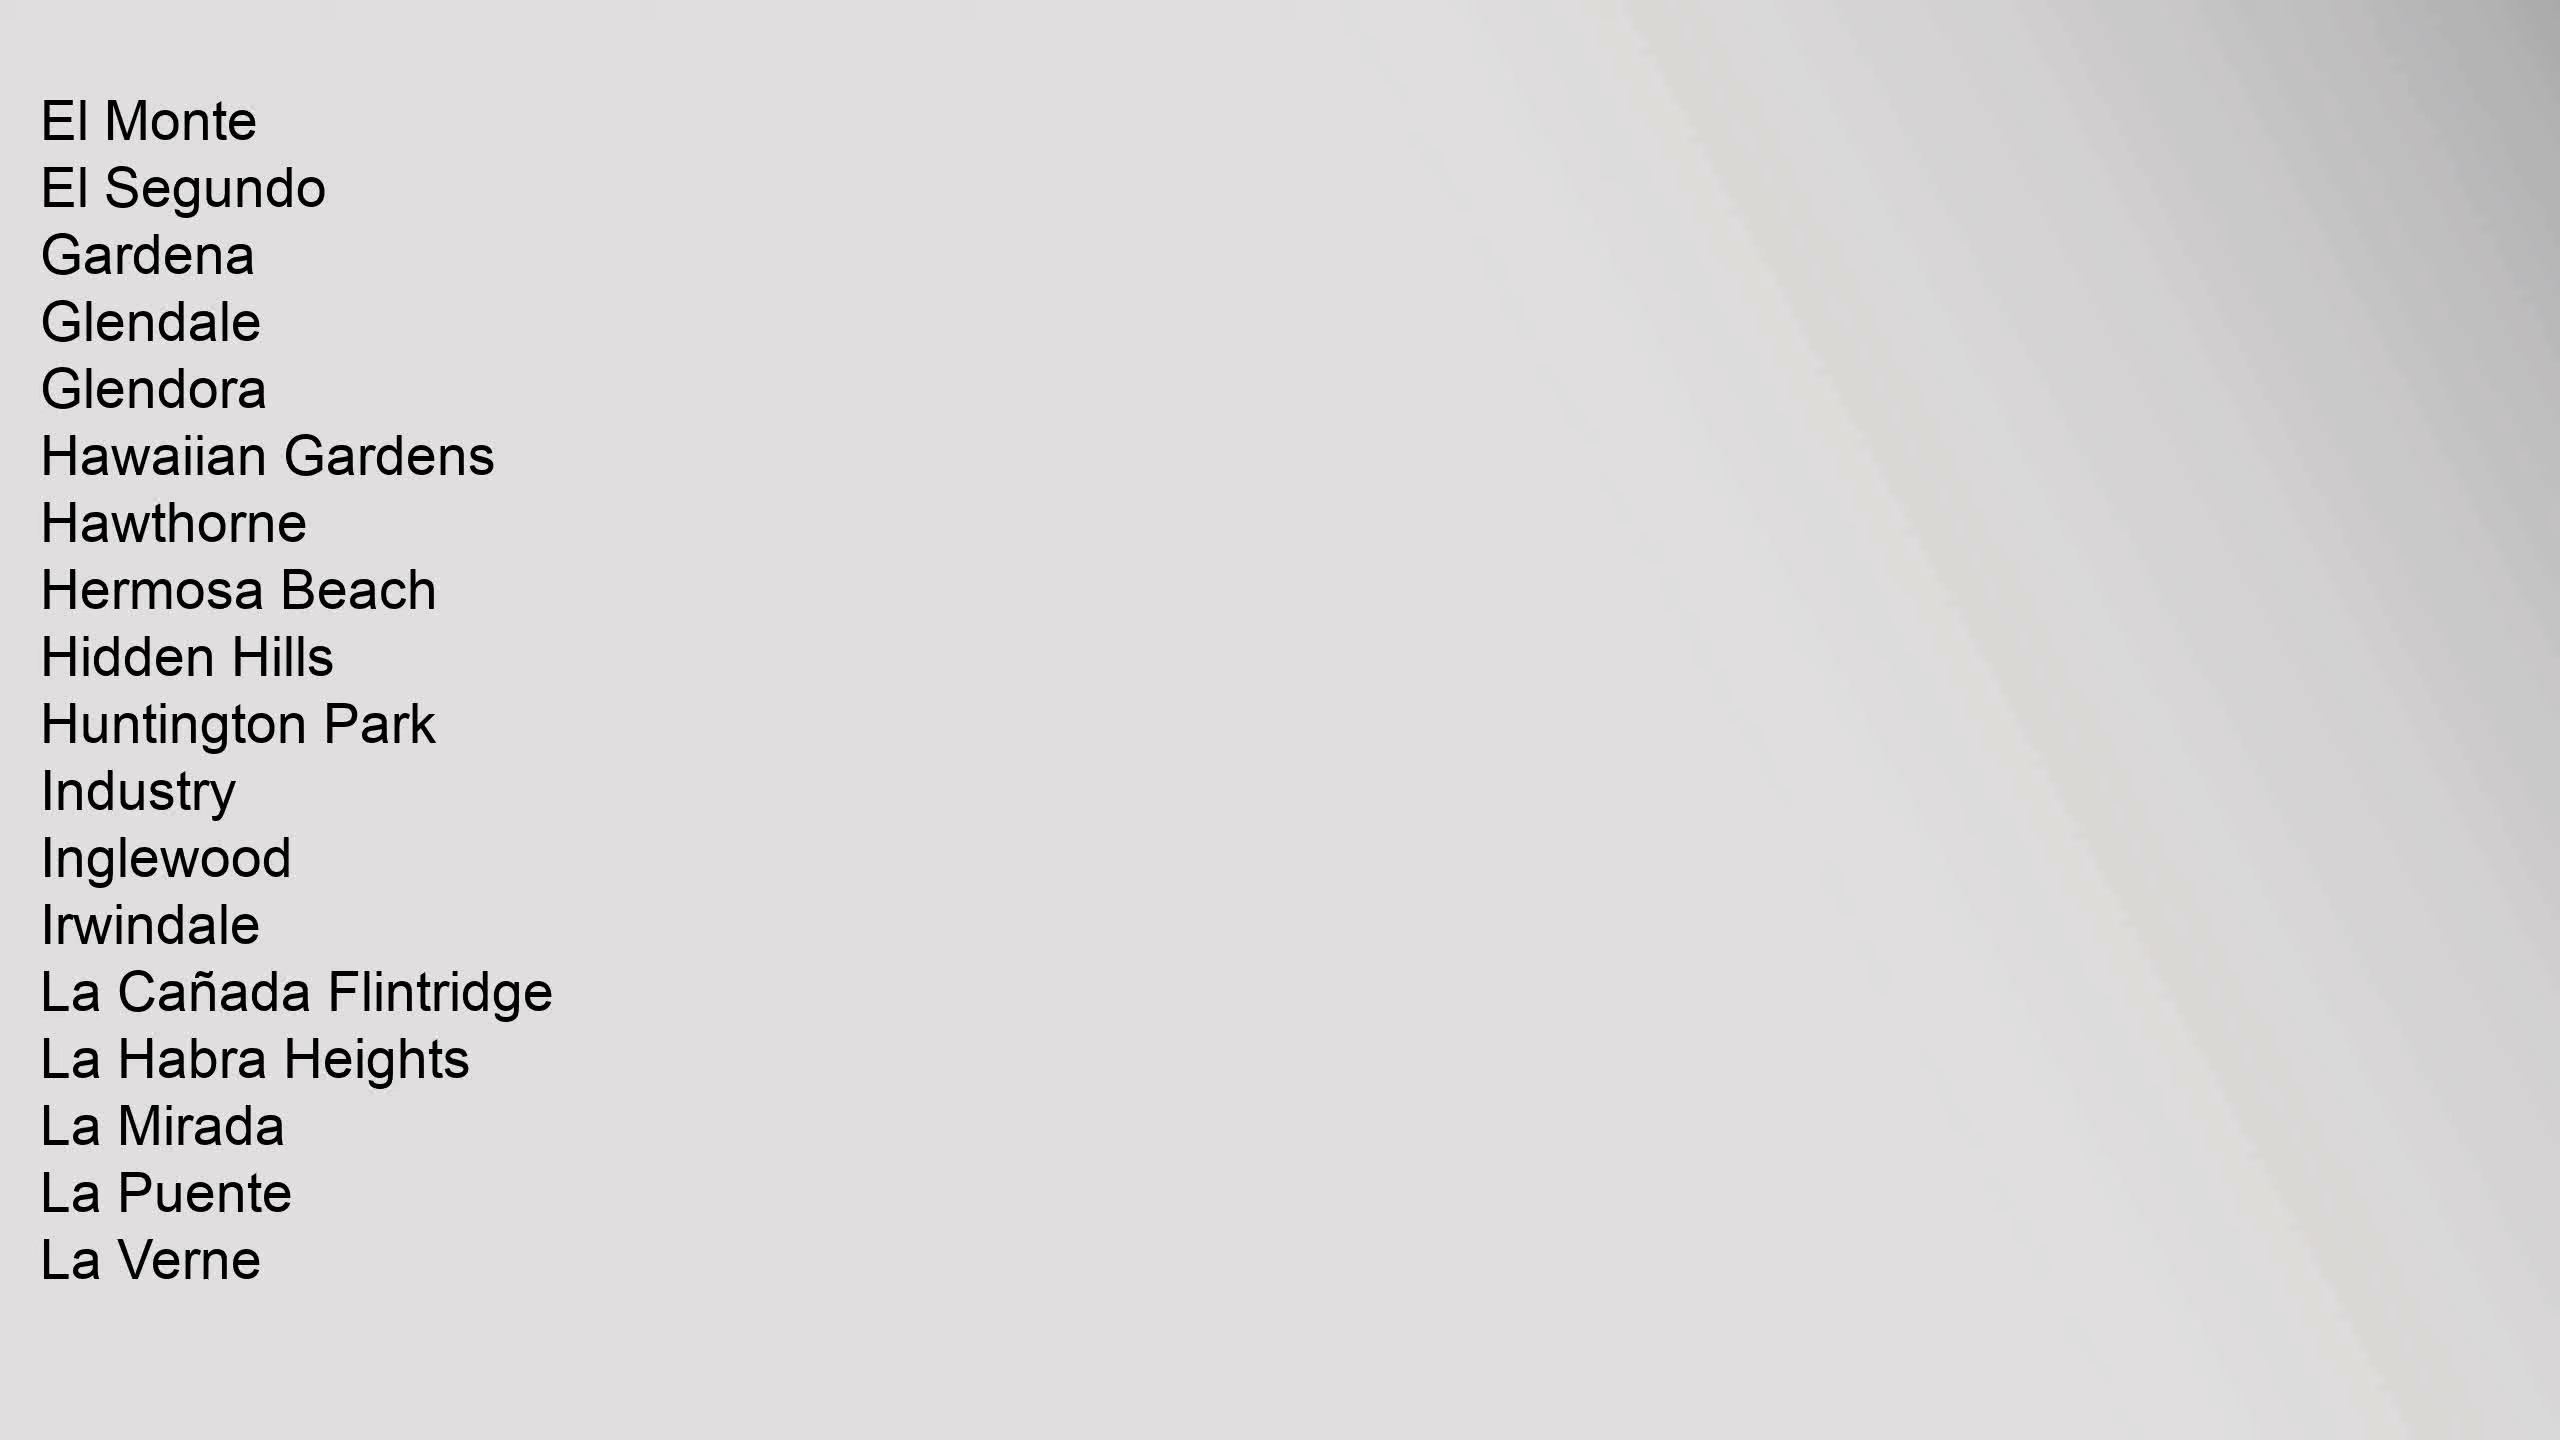 El Monte
El Segundo
Gardena
Glendale
Glendora
Hawaiian Gardens
Hawthorne
Hermosa Beach
Hidden Hills
Huntington Park
Industry
Inglewood
Irwindale
La Cañada Flintridge
La Habra Heights
La Mirada
La Puente
La Verne